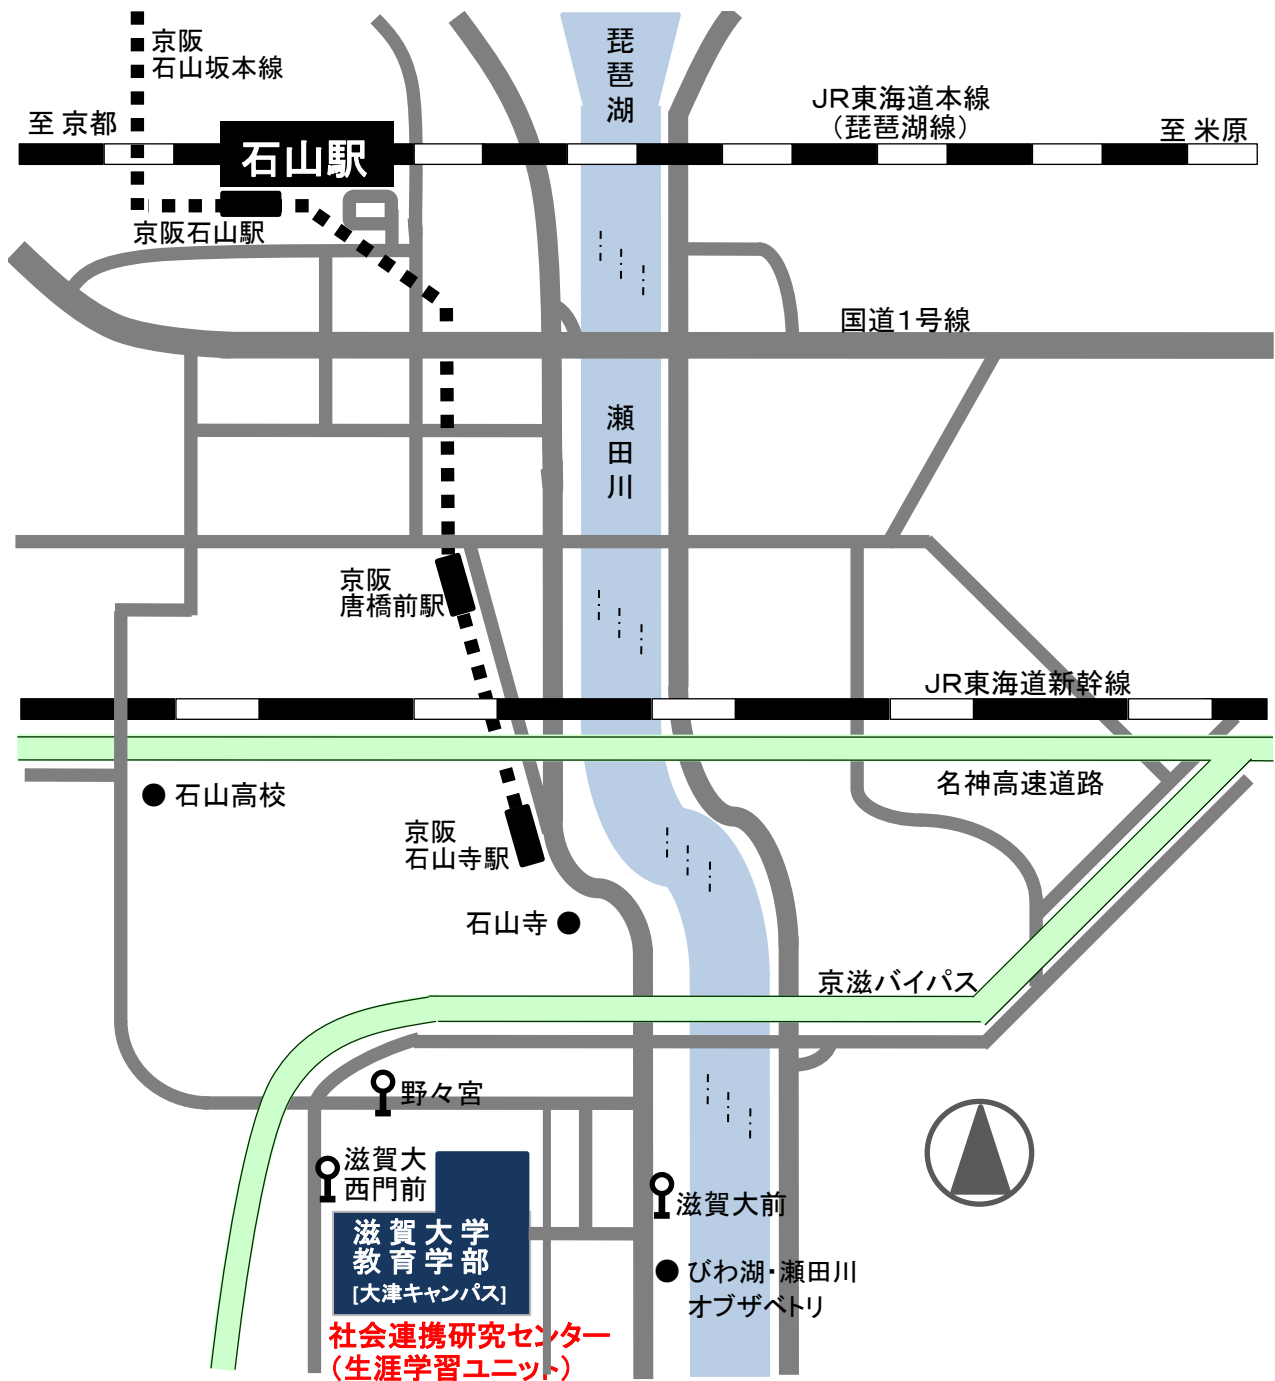 京阪
石山坂本線
琵琶湖
JR東海道本線
（琵琶湖線）
至 京都
至 米原
石山駅
京阪石山駅
国道１号線
瀬田川
京阪
唐橋前駅
JR東海道新幹線
名神高速道路
石山高校
京阪
石山寺駅
石山寺
京滋バイパス
野々宮
滋賀大
西門前
滋賀大前
滋賀大学
教育学部
[大津キャンパス]
びわ湖・瀬田川
オブザベトリ
社会連携研究センター
（生涯学習ユニット）